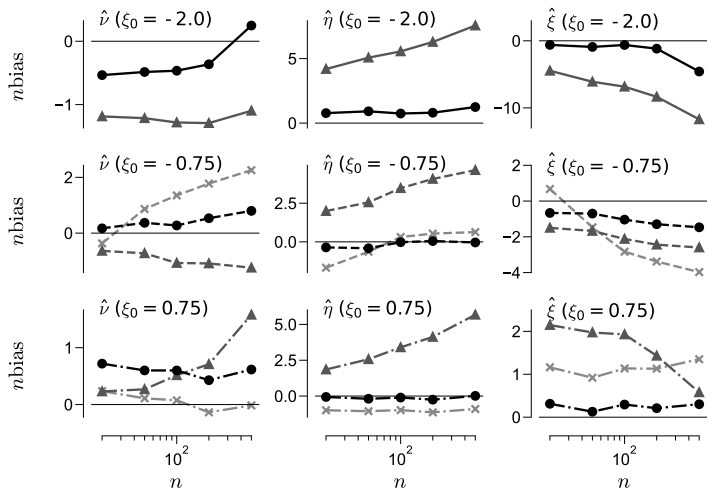 ν̂ (ξ₀ = -2.0)
η̂ (ξ₀ = -2.0)
ξ̂ (ξ₀ = -2.0)
nbias
0
−1
5
0
0
−10
ν̂ (ξ₀ = -0.75)
η̂ (ξ₀ = -0.75)
ξ̂ (ξ₀ = -0.75)
nbias
2
0
2.5
0.0
0
−2
−4
ν̂ (ξ₀ = 0.75)
η̂ (ξ₀ = 0.75)
ξ̂ (ξ₀ = 0.75)
nbias
1
0
5.0
2.5
0.0
2
1
0
10²
10²
10²
n
n
n